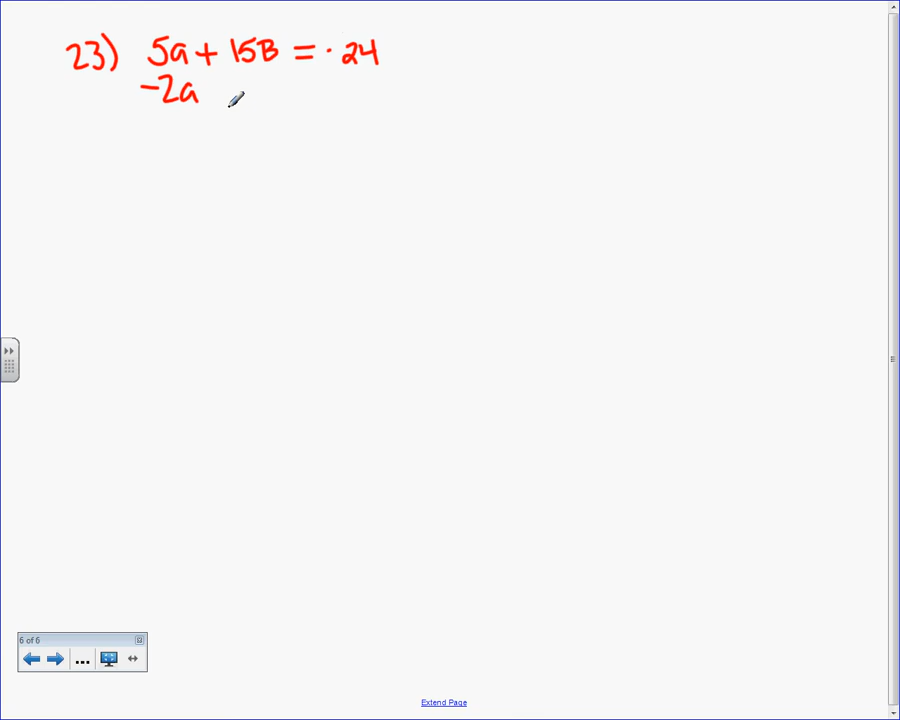 23) 5a + 15B = · 24
-2a
6 of 6
...
Extend Page